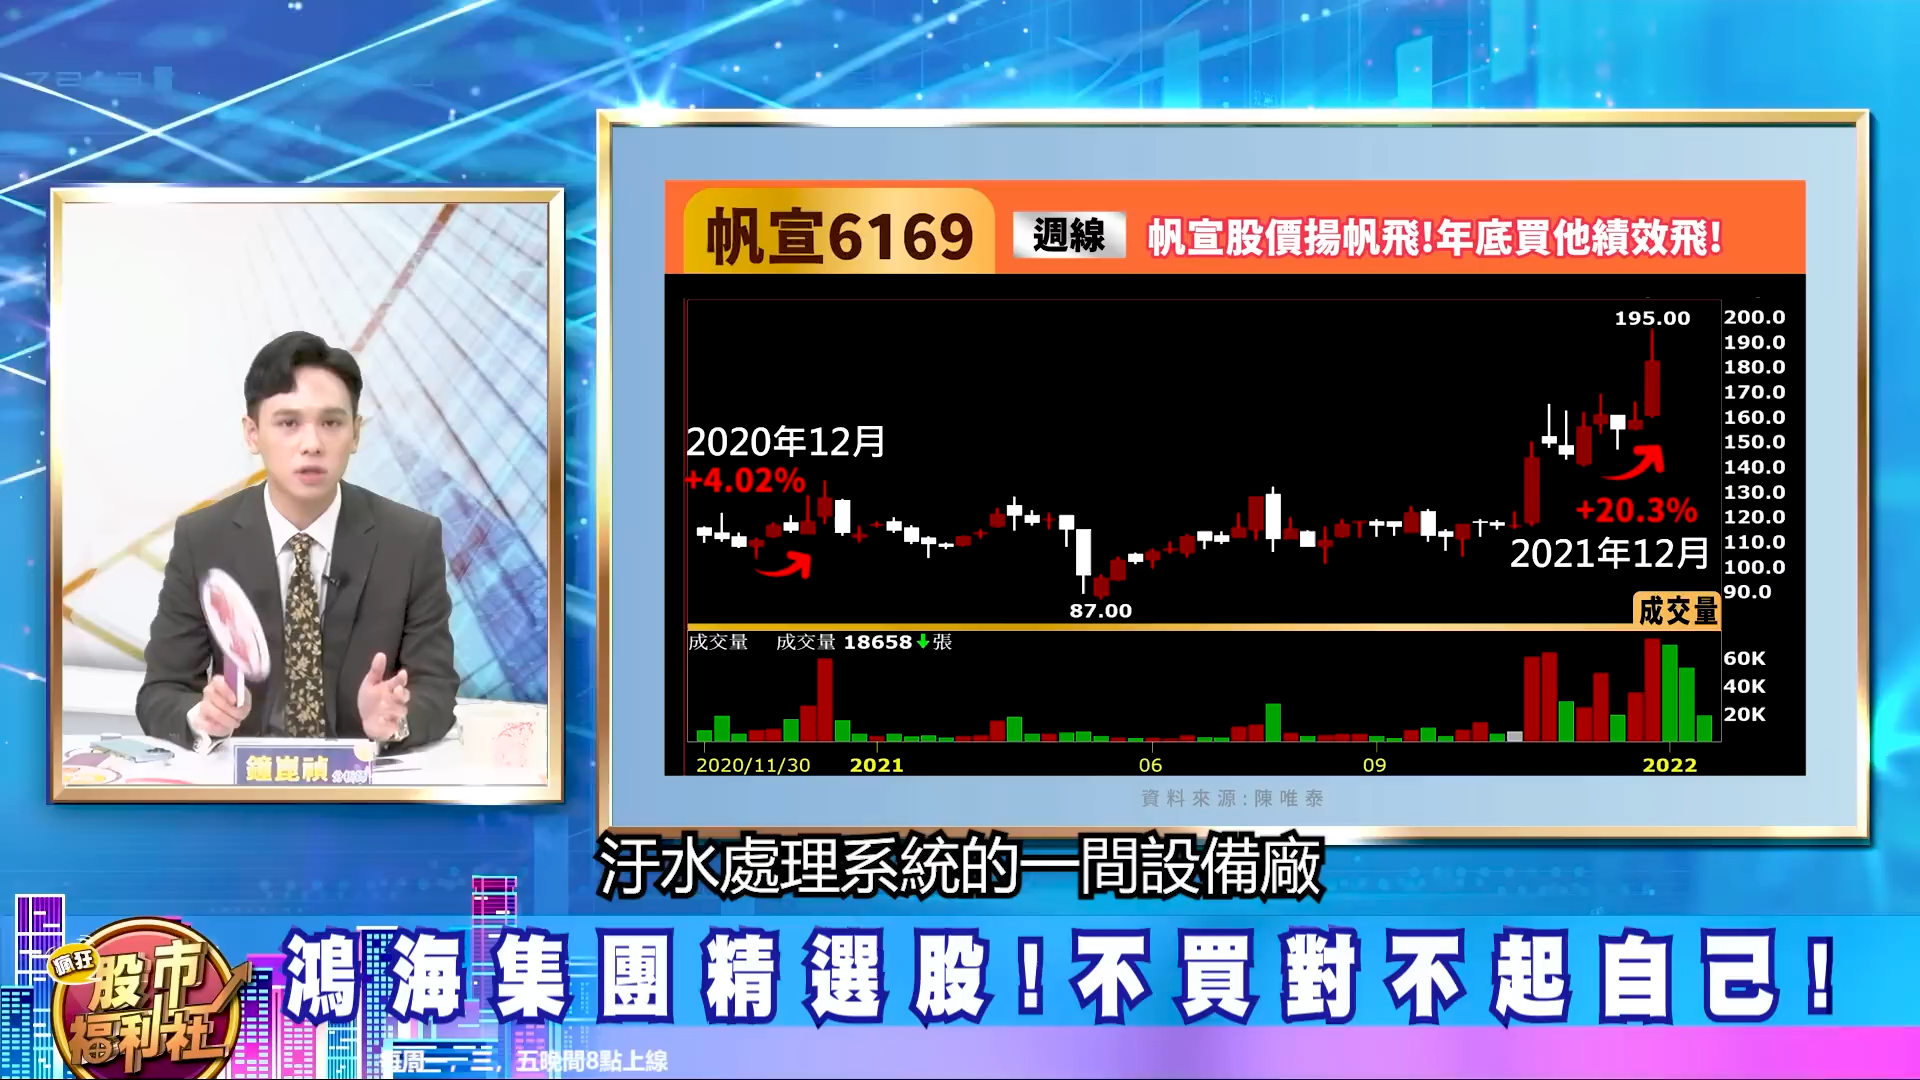 帆宣6169
週線
帆宣股價揚帆飛!年底買他績效飛!
195.00
200.0
190.0
180.0
170.0
160.0
150.0
140.0
130.0
120.0
110.0
100.0
90.0
2020年12月
+4.02%
+20.3%
2021年12月
87.00
成交量
成交量 成交量 18658↓張
60K
40K
20K
2020/11/30 2021 06 09 2022
資料來源:陳唯泰
鐘崑禎 分析師
汙水處理系統的一間設備廠
鴻海集團精選股!不買對不起自己!
瘋狂
股市
福利社
每周一,三,五晚間8點上線